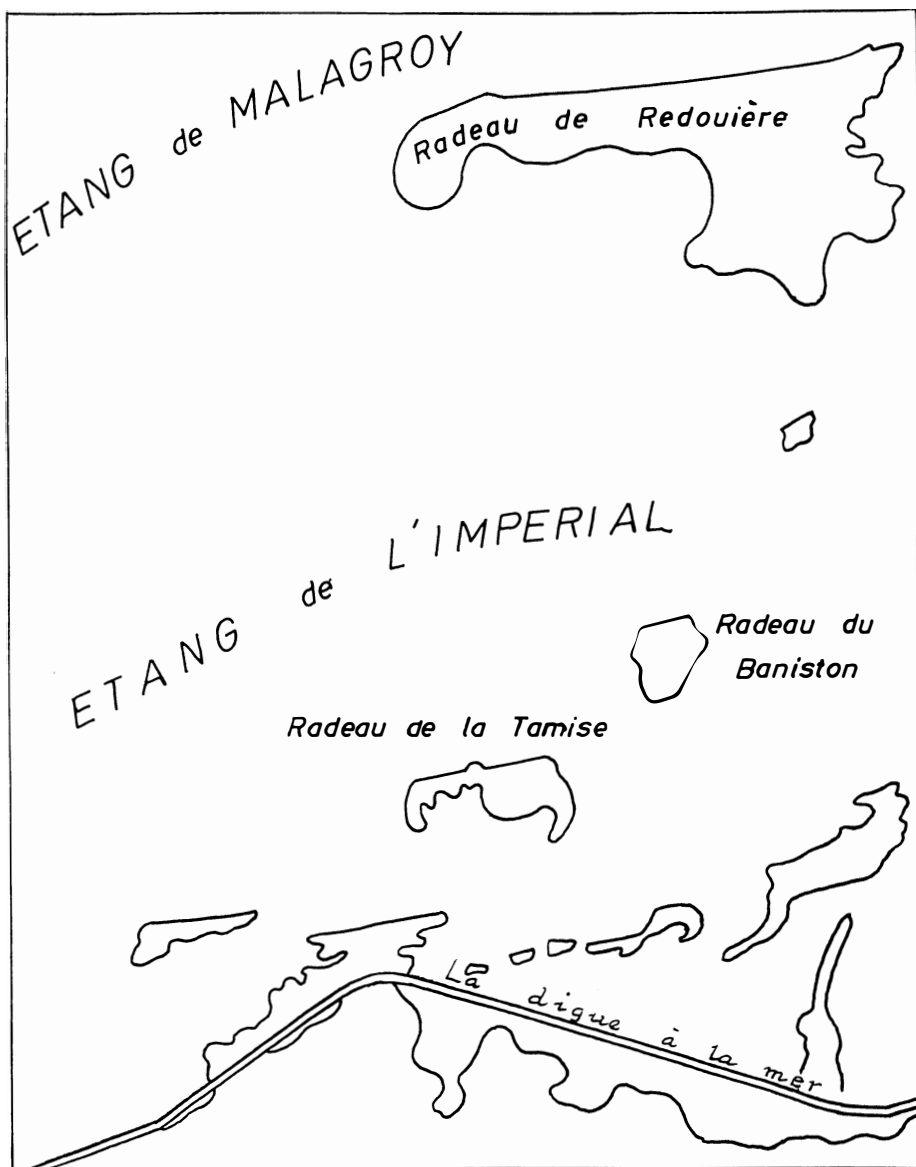 ETANG de MALAGROY
Radeau de Redouière
ETANG de L'IMPERIAL
Radeau du
Baniston
Radeau de la Tamise
La digue à la mer